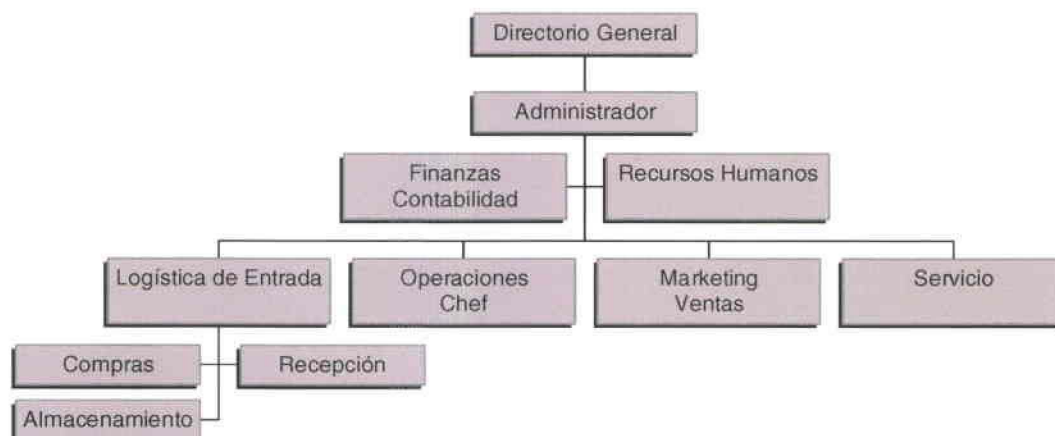 Directorio General
Administrador
Finanzas
Contabilidad
Recursos Humanos
Logística de Entrada
Operaciones
Chef
Marketing
Ventas
Servicio
Compras
Recepción
Almacenamiento